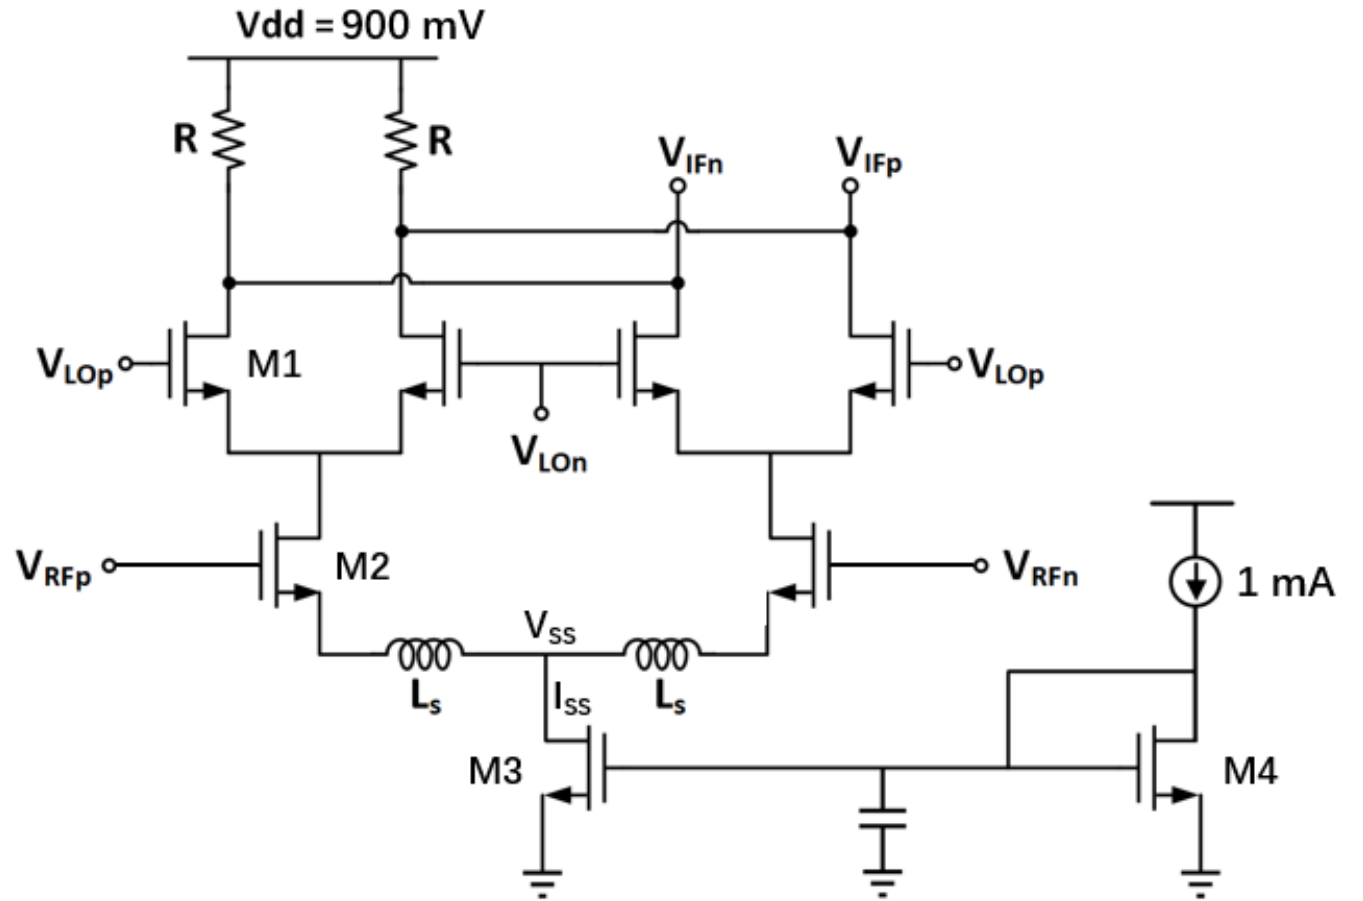 Vdd = 900 mV
R
R
VIFn
VIFp
VLOp
M1
VLOn
VLOp
VRFp
M2
VRFn
1 mA
VSS
Ls
ISS
Ls
M3
M4